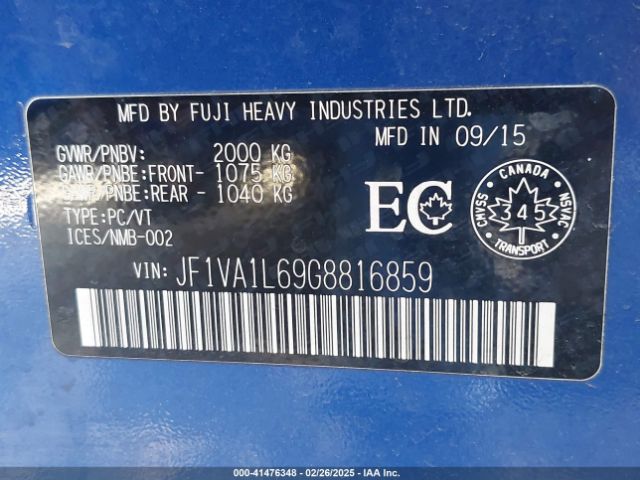 MFD BY FUJI HEAVY INDUSTRIES LTD.
MFD IN 09/15
GVWR/PNBV: 2000 KG
GAWR/PNBE:FRONT- 1075 KG
GAWR/PNBE:REAR - 1040 KG
TYPE:PC/VT
ICES/NMB-002
EC
CANADA
CMVSS 345 NSVAC
TRANSPORT
VIN: JF1VA1L69G8816859
00-41476348 - 02/26/2025 - IAA Inc.